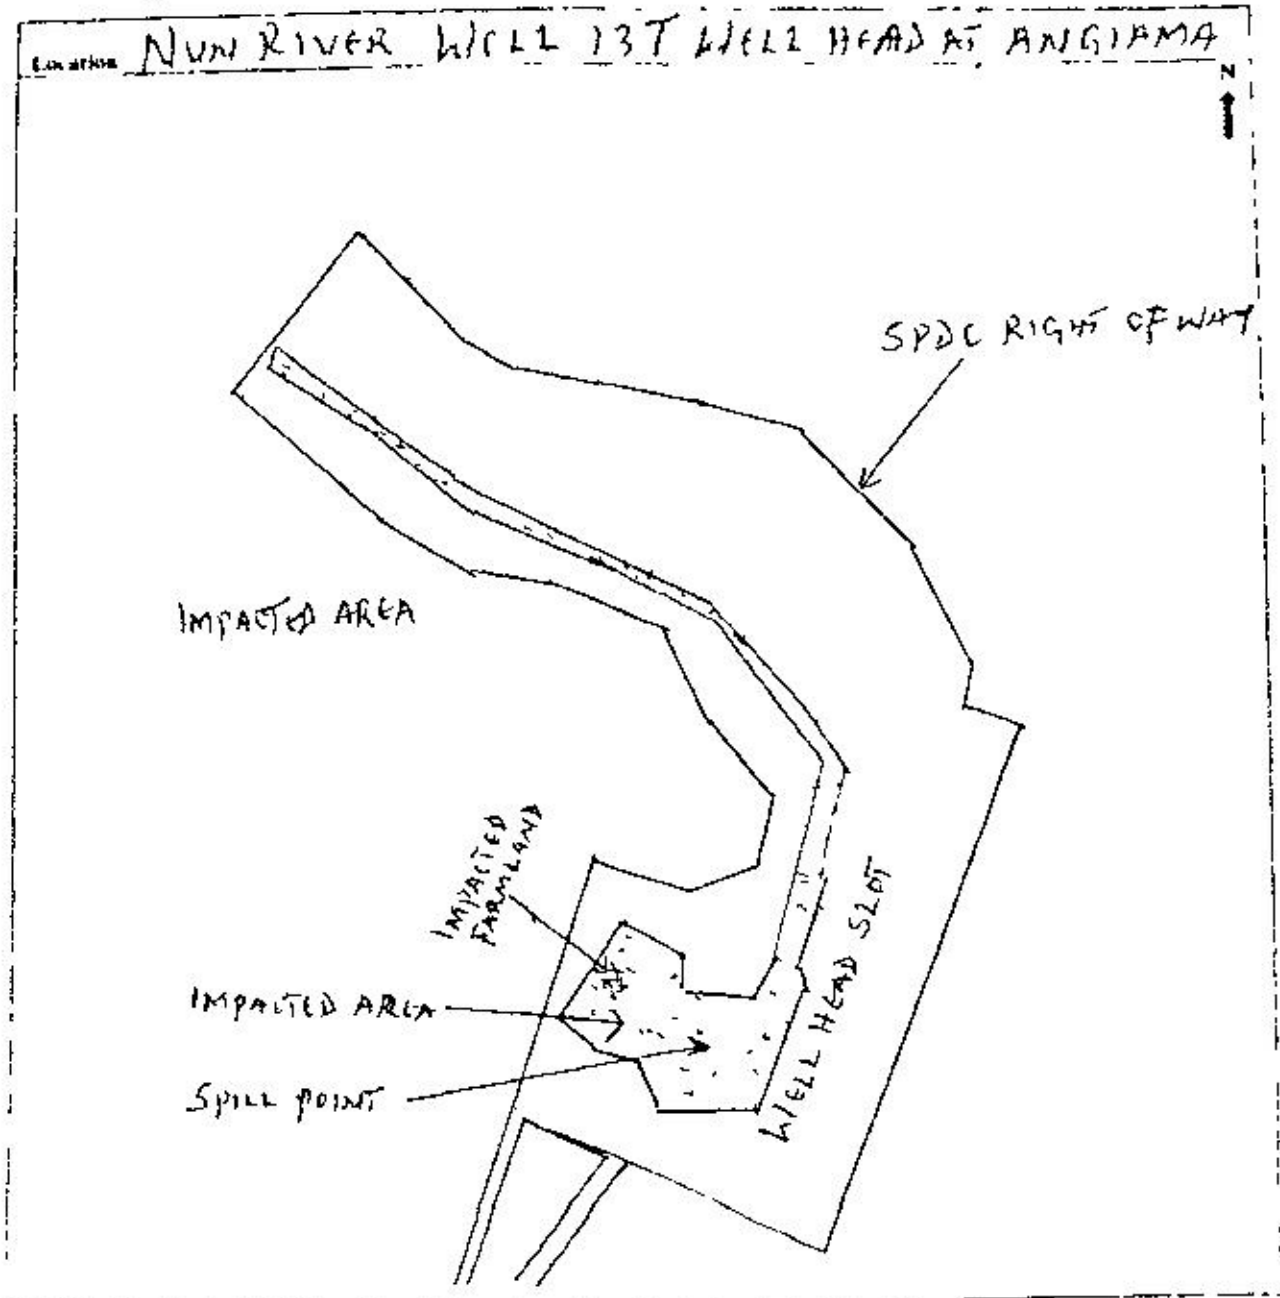 Location NUN RIVER WELL 13T WELL HEAD AT ANGIAMA
N
SPDC RIGHT OF WAY
IMPACTED AREA
IMPACTED
FARMLAND
IMPACTED AREA
SPILL POINT
WELL HEAD SLOT